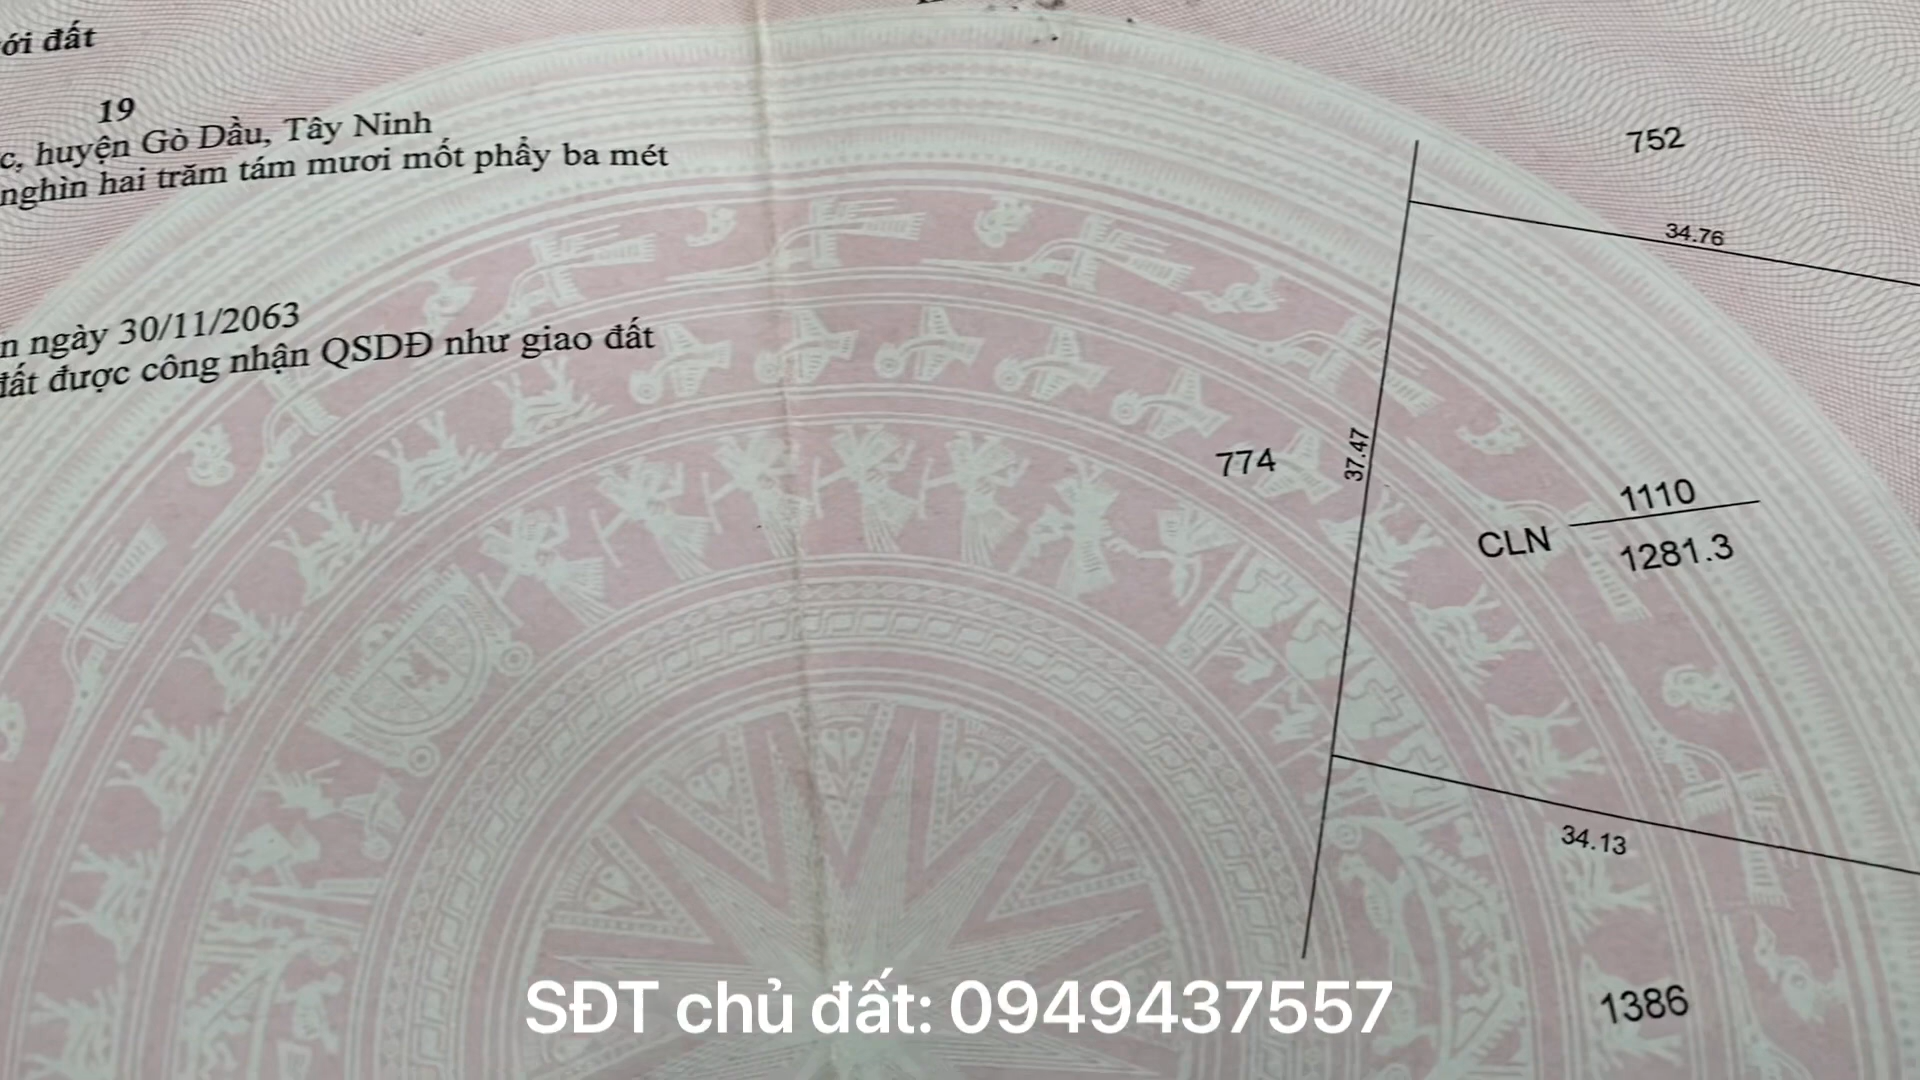 ới đất
19
c, huyện Gò Dầu, Tây Ninh
nghìn hai trăm tám mươi mốt phẩy ba mét
n ngày 30/11/2063
đất được công nhận QSDĐ như giao đất
752
34.76
37.47
774
1110
CLN
1281.3
34.13
1386
SĐT chủ đất: 0949437557